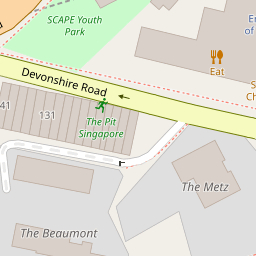 SCAPE Youth
Park
Eat
Devonshire Road
41
131
The Pit
Singapore
The Metz
The Beaumont